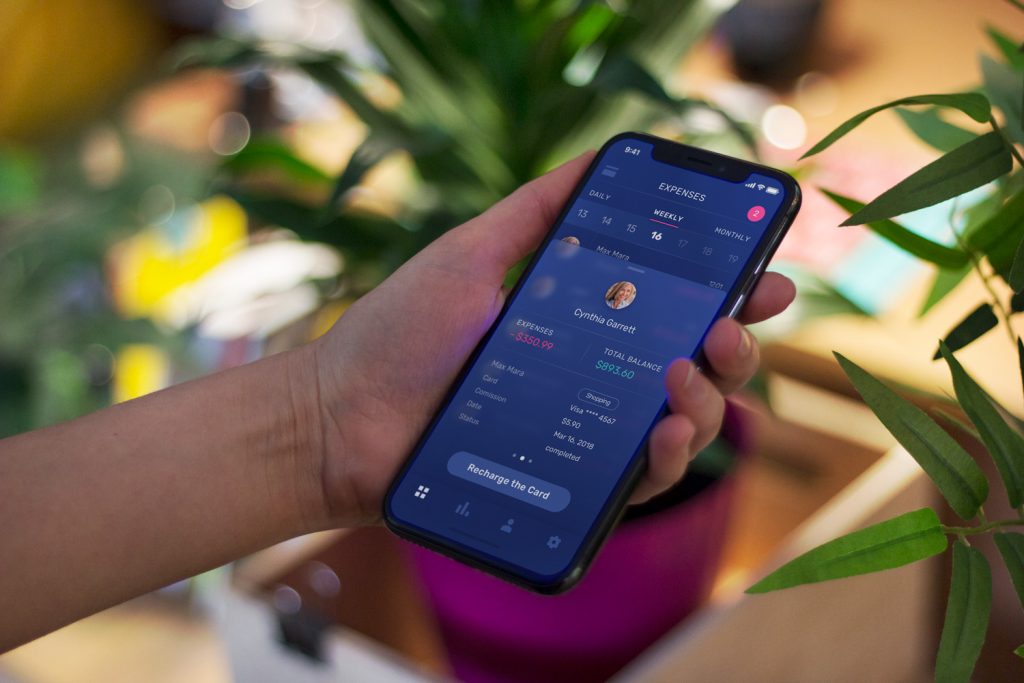 9:41
EXPENSES
2
DAILY WEEKLY MONTHLY
13 14 15 16 17 18 19
Max Mara
1201
Cynthia Garrett
EXPENSES
-$350.99
TOTAL BALANCE
$893.60
Max Mara Shopping
Card Visa **** 4567
Comission $5.90
Date Mar 16, 2018
Status completed
Recharge the Card